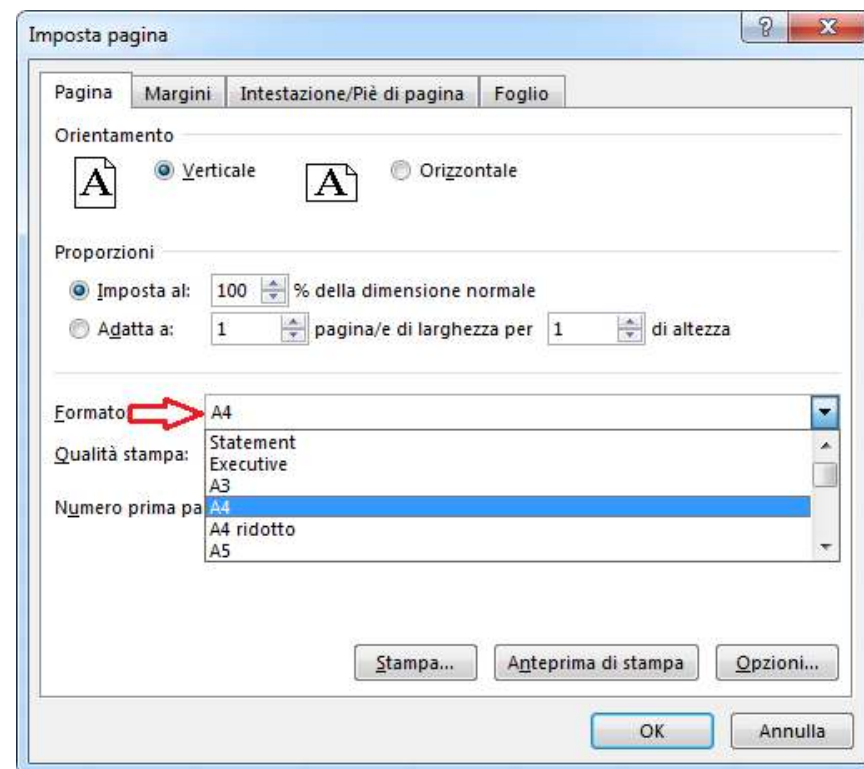 Imposta pagina
Pagina Margini Intestazione/Piè di pagina Foglio
Orientamento
A Verticale A Orizzontale
Proporzioni
Imposta al: 100 % della dimensione normale
Adatta a: 1 pagina/e di larghezza per 1 di altezza
Formato A4
Statement
Qualità stampa:
Executive
A3
Numero prima pa A4
A4 ridotto
A5
Stampa... Anteprima di stampa Opzioni...
OK Annulla